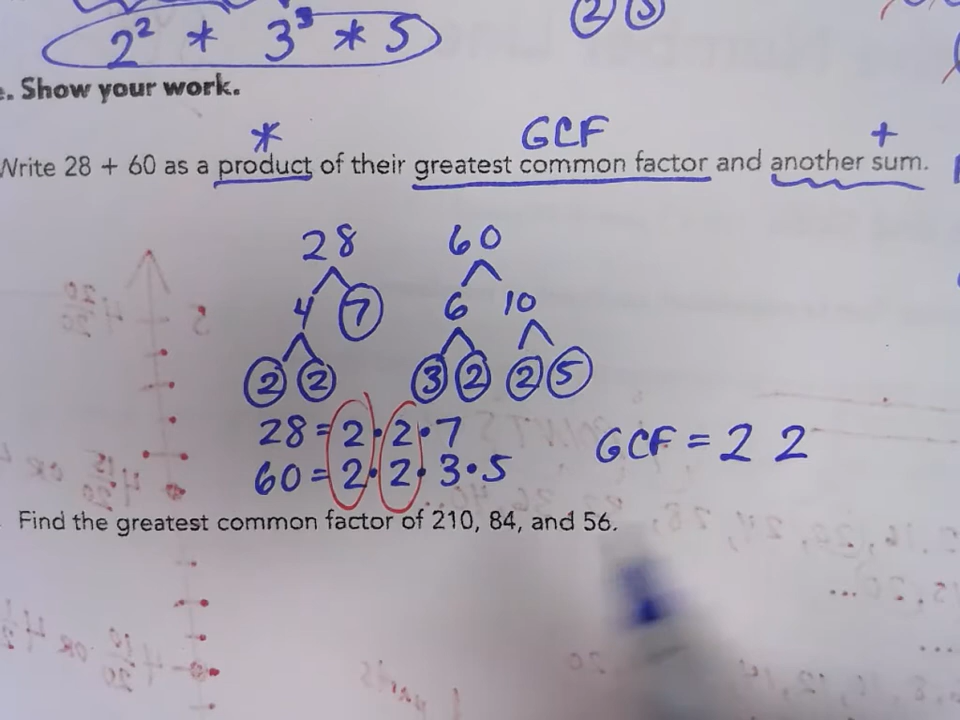 2² * 3³ * 5
2 5
. Show your work.
* GCF +
Write 28 + 60 as a product of their greatest common factor and another sum.
28 60
4 7 6 10
2 2 3 2 2 5
28 = 2 · 2 · 7
60 = 2 · 2 · 3 · 5
GCF = 2 2
Find the greatest common factor of 210, 84, and 56.